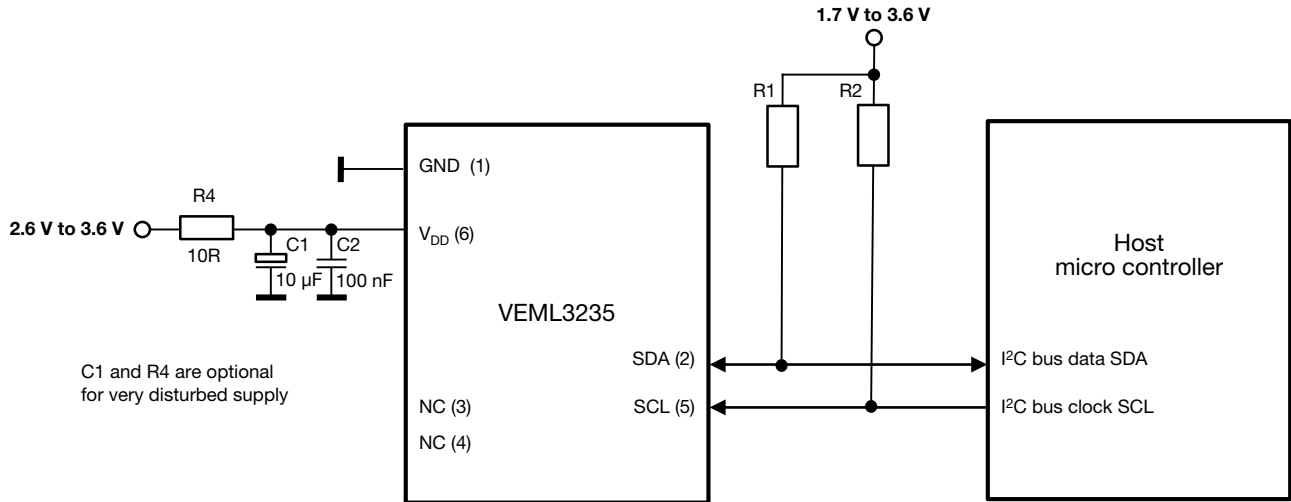 1.7 V to 3.6 V
R1
R2
GND (1)
R4
2.6 V to 3.6 V
10R
C1
C2
10 µF
100 nF
V_DD (6)
VEML3235
Host
micro controller
C1 and R4 are optional
for very disturbed supply
SDA (2)
SCL (5)
NC (3)
NC (4)
I²C bus data SDA
I²C bus clock SCL